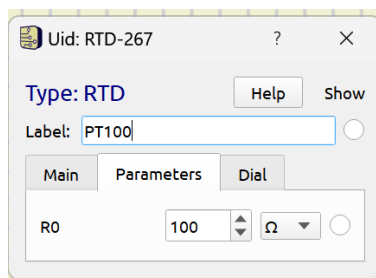 Uid: RTD-267 ?
Type: RTD Help Show
Label: PT100
Main Parameters Dial
R0 100 Ω